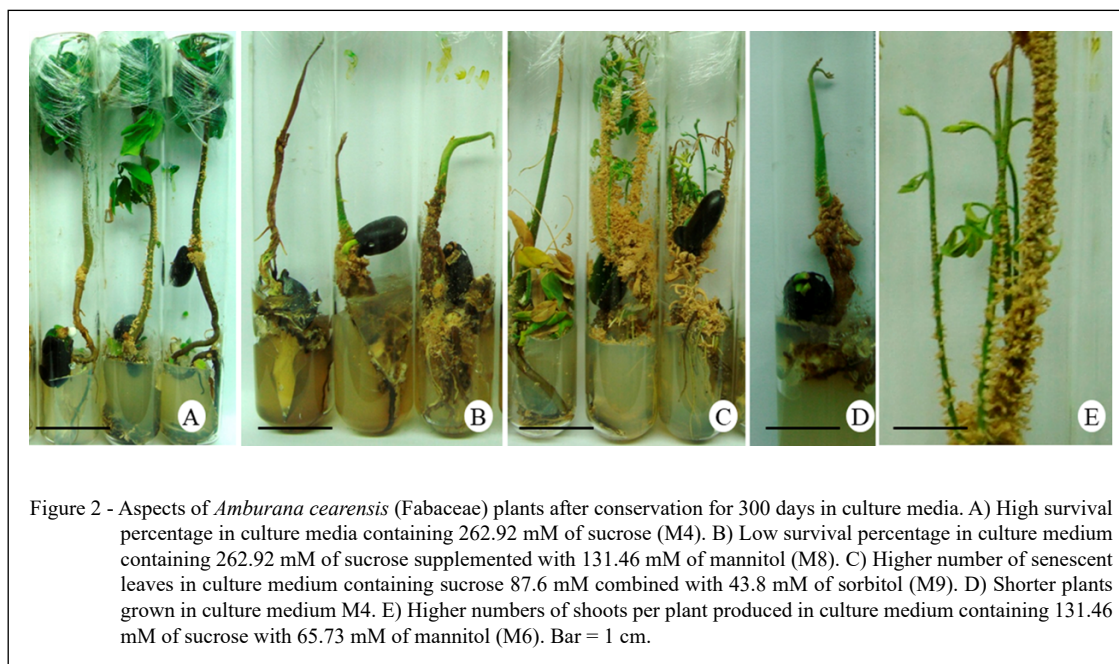 A
B
C
D
E
Figure 2 - Aspects of Amburana cearensis (Fabaceae) plants after conservation for 300 days in culture media. A) High survival
percentage in culture media containing 262.92 mM of sucrose (M4). B) Low survival percentage in culture medium
containing 262.92 mM of sucrose supplemented with 131.46 mM of mannitol (M8). C) Higher number of senescent
leaves in culture medium containing sucrose 87.6 mM combined with 43.8 mM of sorbitol (M9). D) Shorter plants
grown in culture medium M4. E) Higher numbers of shoots per plant produced in culture medium containing 131.46
mM of sucrose with 65.73 mM of mannitol (M6). Bar = 1 cm.